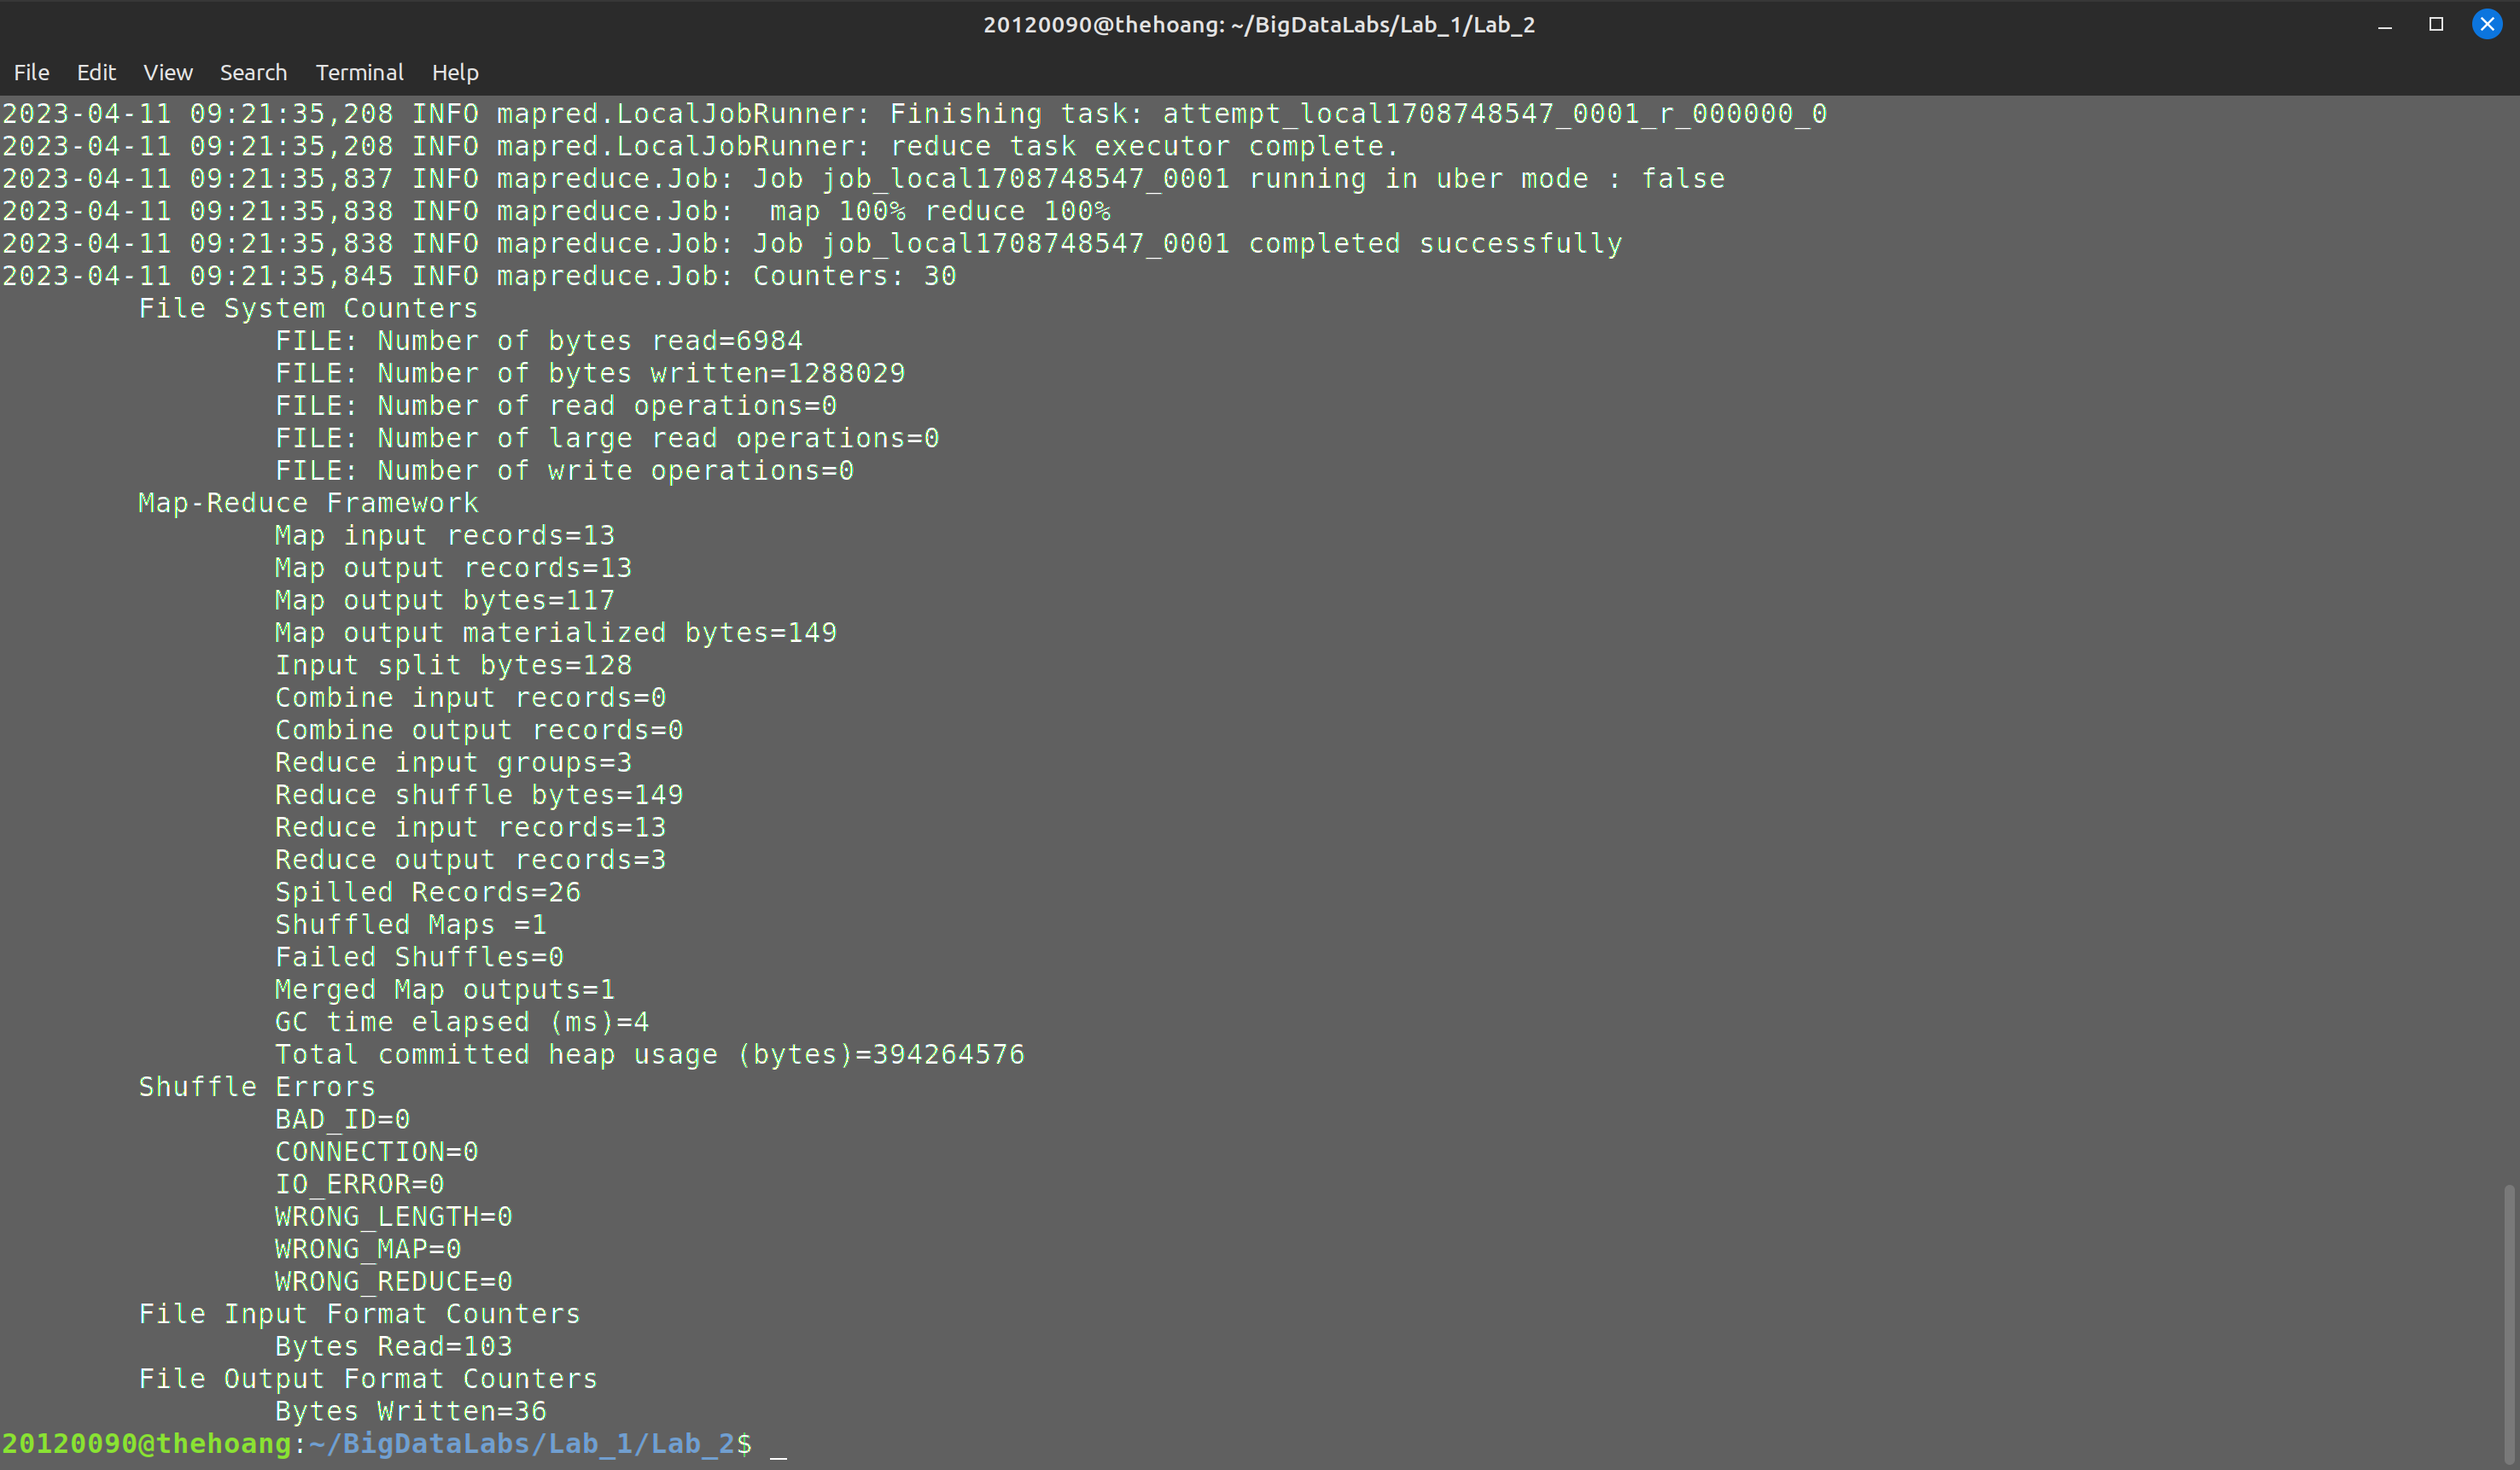 20120090@thehoang: ~/BigDataLabs/Lab_1/Lab_2
File Edit View Search Terminal Help
2023-04-11 09:21:35,208 INFO mapred.LocalJobRunner: Finishing task: attempt_local1708748547_0001_r_000000_0
2023-04-11 09:21:35,208 INFO mapred.LocalJobRunner: reduce task executor complete.
2023-04-11 09:21:35,837 INFO mapreduce.Job: Job job_local1708748547_0001 running in uber mode : false
2023-04-11 09:21:35,838 INFO mapreduce.Job:  map 100% reduce 100%
2023-04-11 09:21:35,838 INFO mapreduce.Job: Job job_local1708748547_0001 completed successfully
2023-04-11 09:21:35,845 INFO mapreduce.Job: Counters: 30
File System Counters
FILE: Number of bytes read=6984
FILE: Number of bytes written=1288029
FILE: Number of read operations=0
FILE: Number of large read operations=0
FILE: Number of write operations=0
Map-Reduce Framework
Map input records=13
Map output records=13
Map output bytes=117
Map output materialized bytes=149
Input split bytes=128
Combine input records=0
Combine output records=0
Reduce input groups=3
Reduce shuffle bytes=149
Reduce input records=13
Reduce output records=3
Spilled Records=26
Shuffled Maps =1
Failed Shuffles=0
Merged Map outputs=1
GC time elapsed (ms)=4
Total committed heap usage (bytes)=394264576
Shuffle Errors
BAD_ID=0
CONNECTION=0
IO_ERROR=0
WRONG_LENGTH=0
WRONG_MAP=0
WRONG_REDUCE=0
File Input Format Counters
Bytes Read=103
File Output Format Counters
Bytes Written=36
20120090@thehoang:~/BigDataLabs/Lab_1/Lab_2$ _